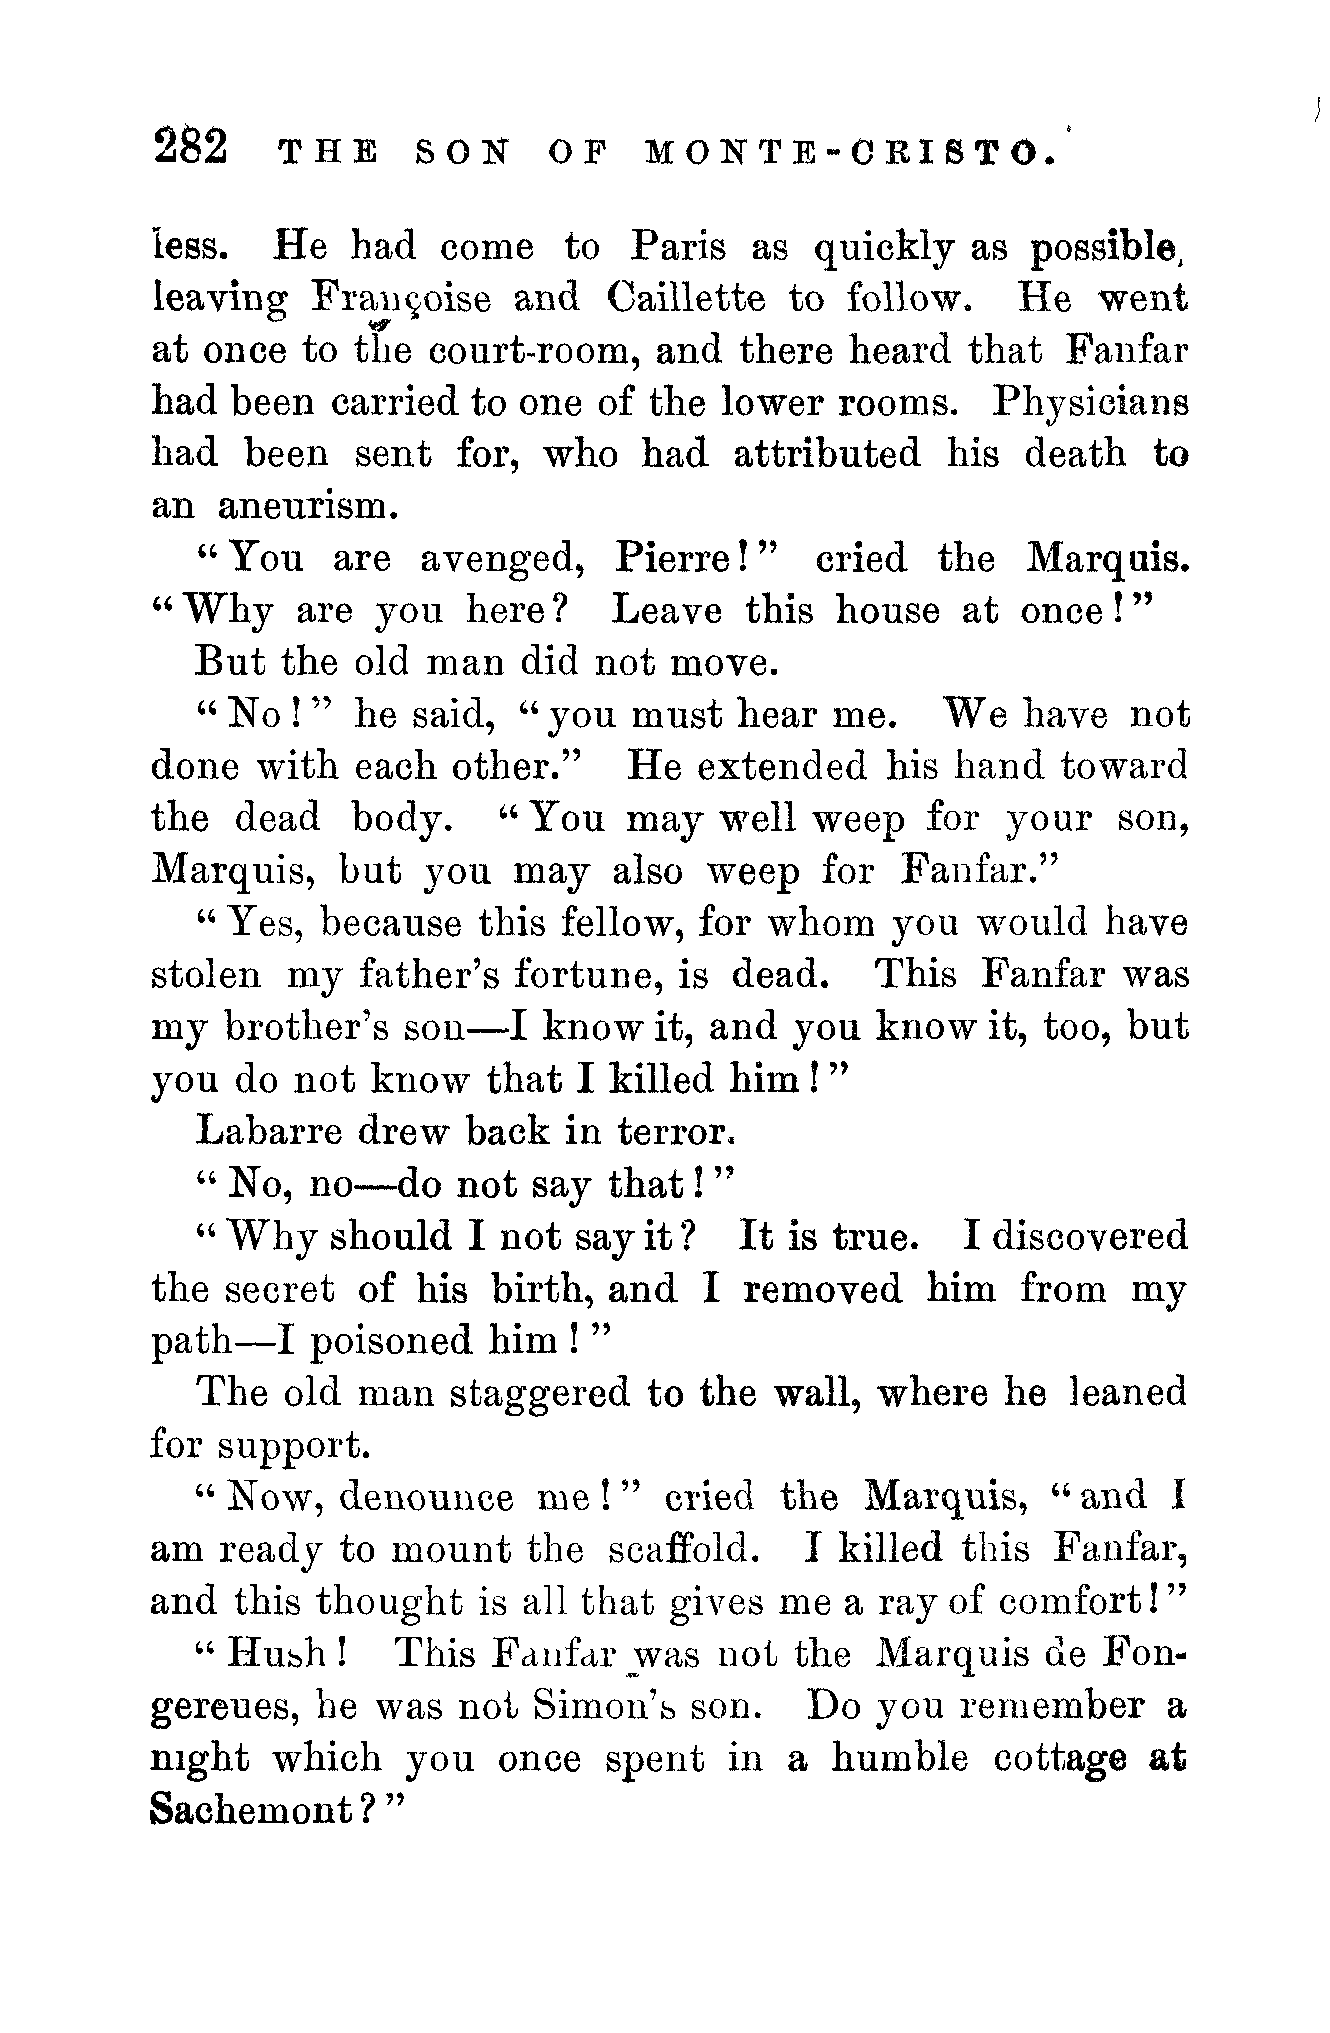 282 THE SON OF MONTE-CRISTO.
less. He had come to Paris as quickly as possible,
leaving Françoise and Caillette to follow. He went
at once to the court-room, and there heard that Fanfar
had been carried to one of the lower rooms. Physicians
had been sent for, who had attributed his death to
an aneurism.
"You are avenged, Pierre!" cried the Marquis.
"Why are you here? Leave this house at once!"
But the old man did not move.
"No!" he said, "you must hear me. We have not
done with each other." He extended his hand toward
the dead body. "You may well weep for your son,
Marquis, but you may also weep for Fanfar."
"Yes, because this fellow, for whom you would have
stolen my father's fortune, is dead. This Fanfar was
my brother's son—I know it, and you know it, too, but
you do not know that I killed him!"
Labarre drew back in terror.
"No, no—do not say that!"
"Why should I not say it? It is true. I discovered
the secret of his birth, and I removed him from my
path—I poisoned him!"
The old man staggered to the wall, where he leaned
for support.
"Now, denounce me!" cried the Marquis, "and I
am ready to mount the scaffold. I killed this Fanfar,
and this thought is all that gives me a ray of comfort!"
"Hush! This Fanfar was not the Marquis de Fon-
gereues, he was not Simon's son. Do you remember a
night which you once spent in a humble cottage at
Sachemont?"